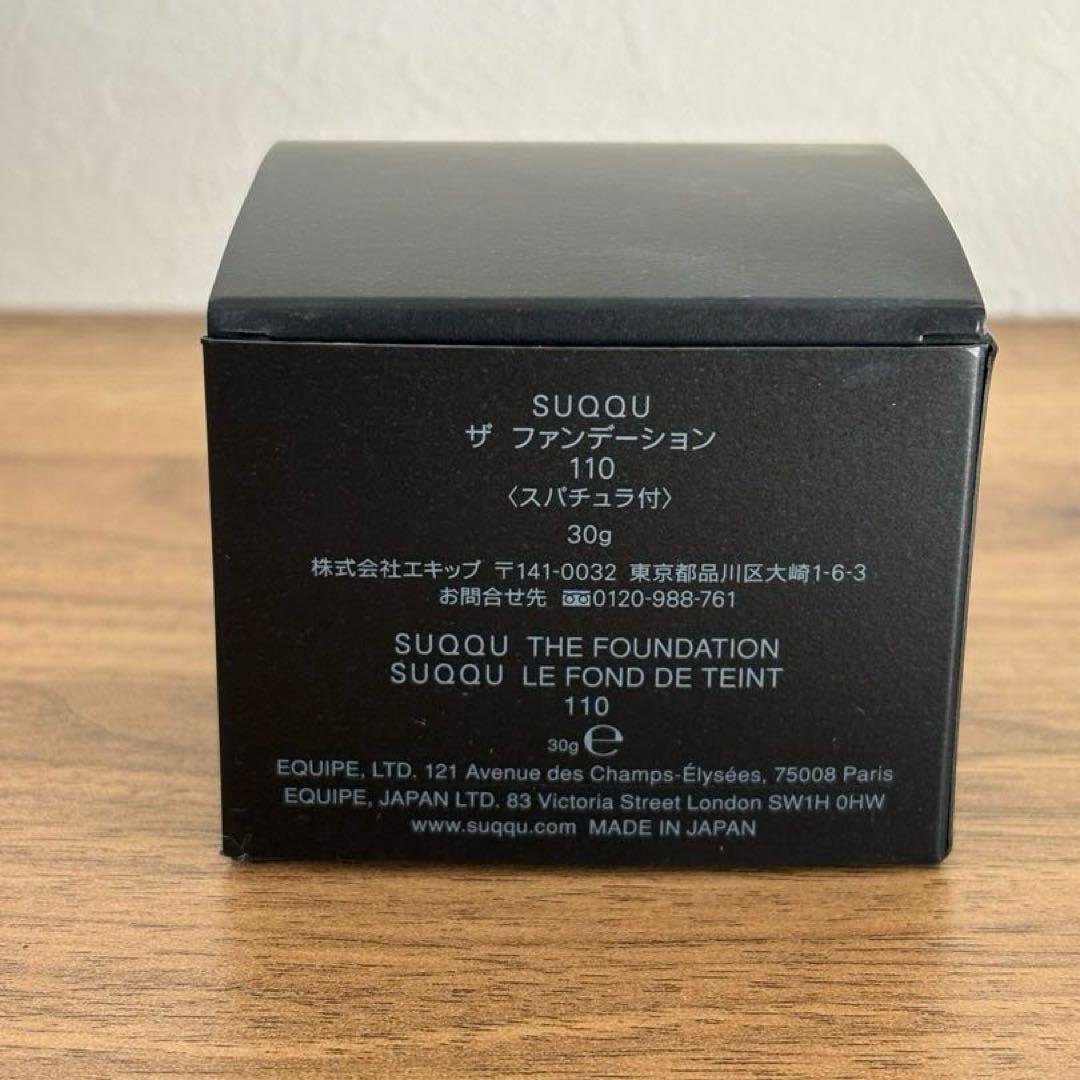 SUQQU
ザ ファンデーション
110
〈スパチュラ付〉
30g
株式会社エキップ 〒141-0032 東京都品川区大崎1-6-3
お問合せ先 0120-988-761
SUQQU THE FOUNDATION
SUQQU LE FOND DE TEINT
110
30g ℮
EQUIPE, LTD. 121 Avenue des Champs-Élysées, 75008 Paris
EQUIPE, JAPAN LTD. 83 Victoria Street London SW1H 0HW
www.suqqu.com MADE IN JAPAN